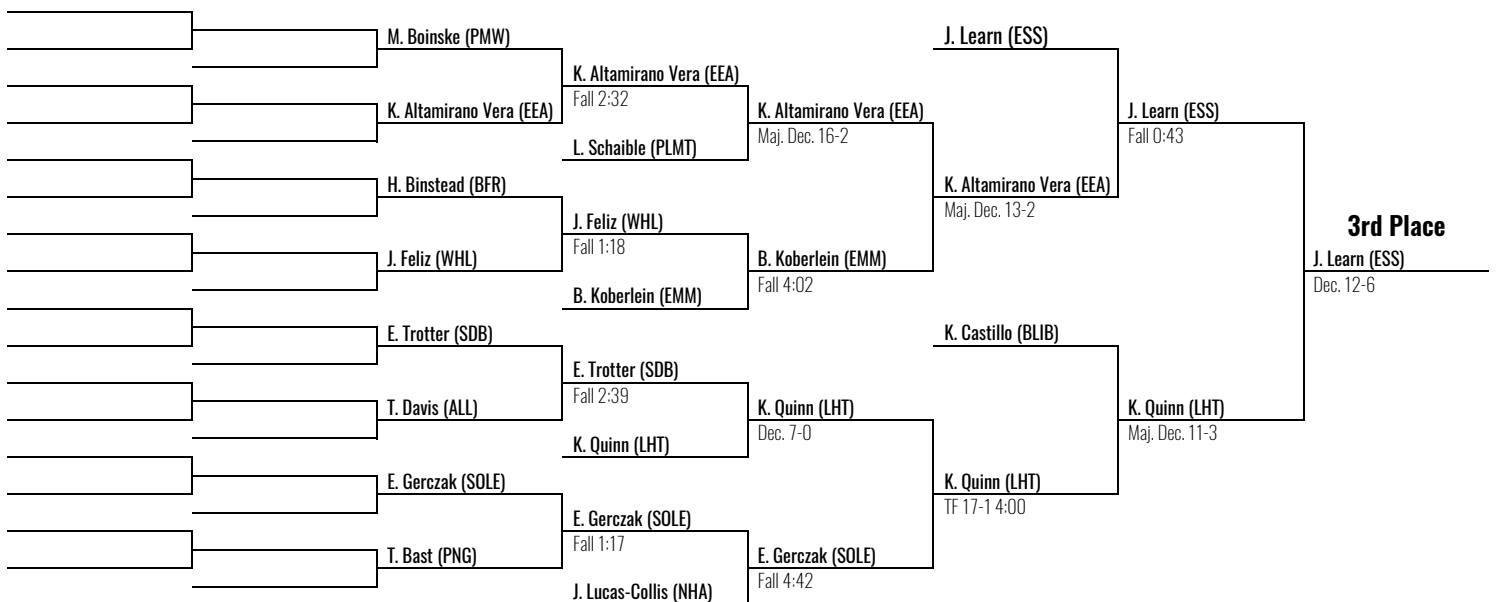 M. Boinske (PMW)
K. Altamirano Vera (EEA)
H. Binstead (BFR)
J. Feliz (WHL)
E. Trotter (SDB)
T. Davis (ALL)
E. Gerczak (SOLE)
T. Bast (PNG)
K. Altamirano Vera (EEA)
Fall 2:32
L. Schaible (PLMT)
J. Feliz (WHL)
Fall 1:18
B. Koberlein (EMM)
E. Trotter (SDB)
Fall 2:39
K. Quinn (LHT)
E. Gerczak (SOLE)
Fall 1:17
J. Lucas-Collis (NHA)
K. Altamirano Vera (EEA)
Maj. Dec. 16-2
B. Koberlein (EMM)
Fall 4:02
K. Quinn (LHT)
Dec. 7-0
E. Gerczak (SOLE)
Fall 4:42
J. Learn (ESS)
K. Altamirano Vera (EEA)
Maj. Dec. 13-2
K. Castillo (BLIB)
K. Quinn (LHT)
TF 17-1 4:00
J. Learn (ESS)
Fall 0:43
K. Quinn (LHT)
Maj. Dec. 11-3
3rd Place
J. Learn (ESS)
Dec. 12-6